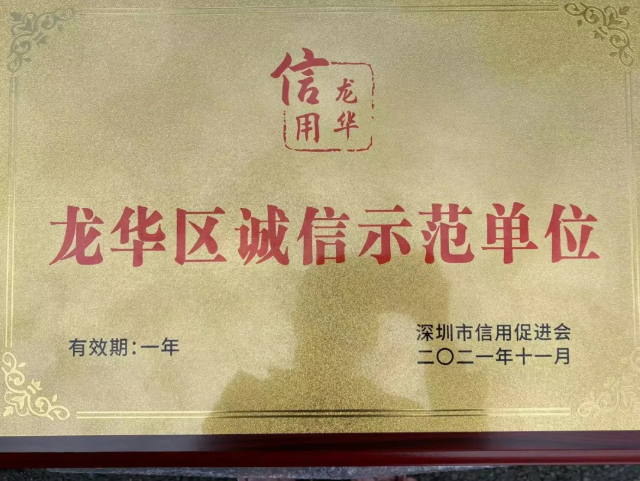 信用龙华
龙华区诚信示范单位
有效期：一年
深圳市信用促进会
二〇二一年十一月